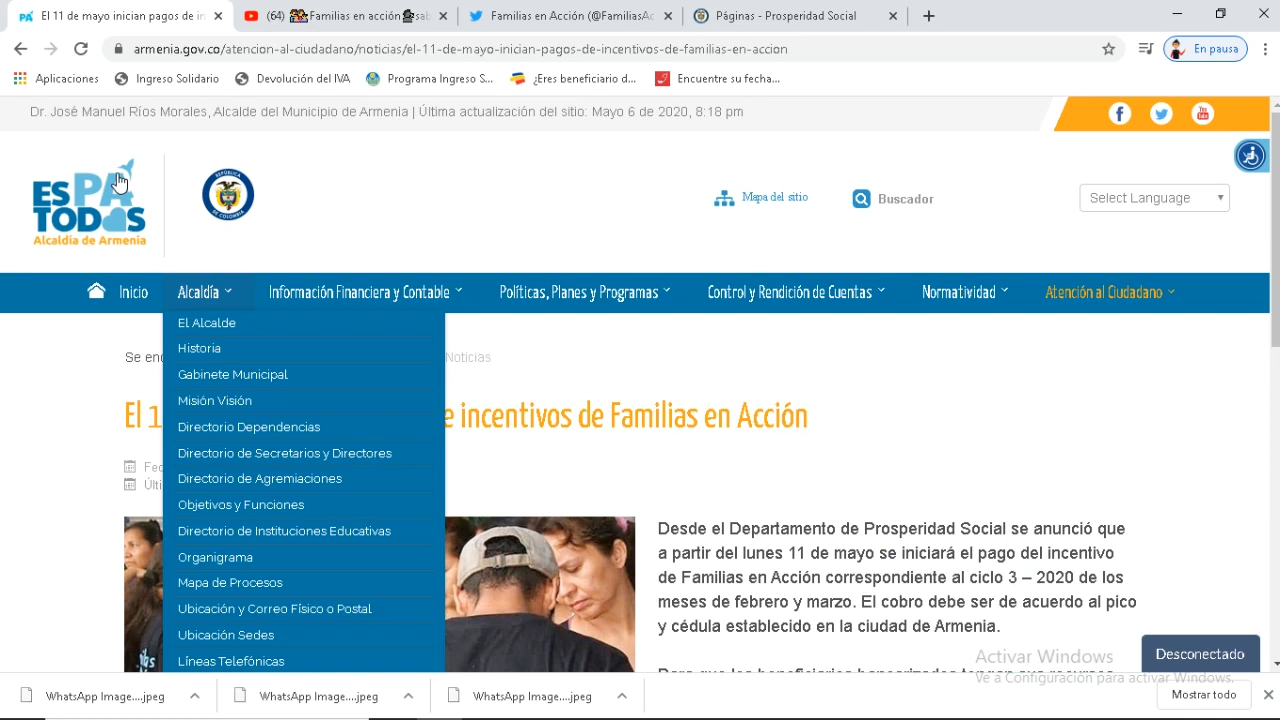 El 11 de mayo inician pagos de in
(64)
Familias en acción
sab
Familias en Acción (@FamiliasAc
Páginas - Prosperidad Social
armenia.gov.co/atencion-al-ciudadano/noticias/el-11-de-mayo-inician-pagos-de-incentivos-de-familias-en-accion
En pausa
Aplicaciones
Ingreso Solidario
Devolución del IVA
Programa Ingreso S...
¿Eres beneficiario d...
Encuentre su fecha...
Dr. José Manuel Ríos Morales, Alcalde del Municipio de Armenia | Última actualización del sitio: Mayo 6 de 2020, 8:18 pm
You
ES PA
TODOS
Alcaldía de Armenia
Mapa del sitio
Buscador
Select Language
Inicio
Alcaldía
Información Financiera y Contable
Políticas, Planes y Programas
Control y Rendición de Cuentas
Normatividad
Atención al Ciudadano
El Alcalde
Historia
Gabinete Municipal
Misión Visión
Directorio Dependencias
Directorio de Secretarios y Directores
Directorio de Agremiaciones
Objetivos y Funciones
Directorio de Instituciones Educativas
Organigrama
Mapa de Procesos
Ubicación y Correo Físico o Postal
Ubicación Sedes
Líneas Telefónicas
Se enc
Noticias
El 1
e incentivos de Familias en Acción
Fec
Últi
Desde el Departamento de Prosperidad Social se anunció que
a partir del lunes 11 de mayo se iniciará el pago del incentivo
de Familias en Acción correspondiente al ciclo 3 – 2020 de los
meses de febrero y marzo. El cobro debe ser de acuerdo al pico
y cédula establecido en la ciudad de Armenia.
Para que los beneficiarios bancarizados tengan sus recursos
Desconectado
Activar Windows
Ve a Configuración para activar Windows.
WhatsApp Image....jpeg
WhatsApp Image....jpeg
WhatsApp Image....jpeg
Mostrar todo